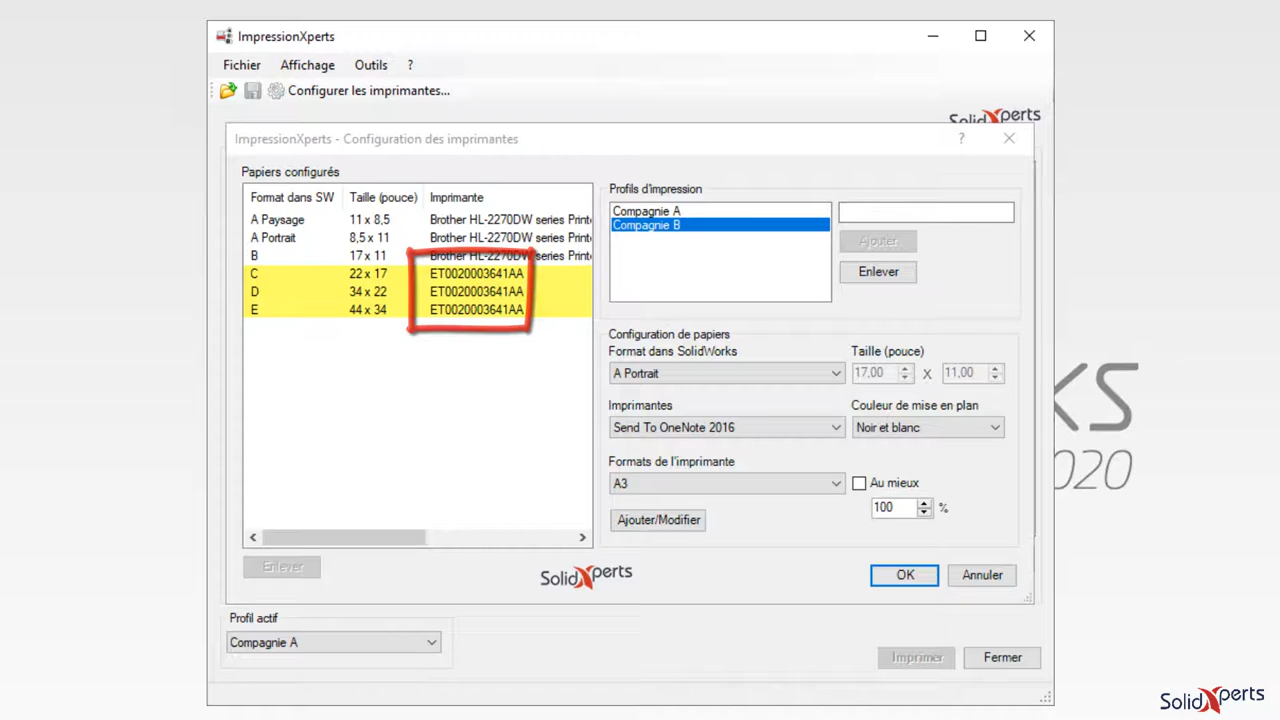 ImpressionXperts
Fichier Affichage Outils ?
Configurer les imprimantes...
SolidXperts
ImpressionXperts - Configuration des imprimantes ?
Papiers configurés
Format dans SW Taille (pouce) Imprimante
A Paysage 11 x 8,5 Brother HL-2270DW series Printe
A Portrait 8,5 x 11 Brother HL-2270DW series Printe
B 17 x 11 Brother HL-2270DW series Printe
C 22 x 17 ET0020003641AA
D 34 x 22 ET0020003641AA
E 44 x 34 ET0020003641AA
Enlever
Profils d'impression
Compagnie A
Compagnie B
Ajouter
Enlever
Configuration de papiers
Format dans SolidWorks Taille (pouce)
A Portrait 17,00 X 11,00
Imprimantes Couleur de mise en plan
Send To OneNote 2016 Noir et blanc
Formats de l'imprimante
A3 Au mieux
100 %
Ajouter/Modifier
SolidXperts
OK Annuler
Profil actif
Compagnie A
Imprimer Fermer
KS
020
SolidXperts